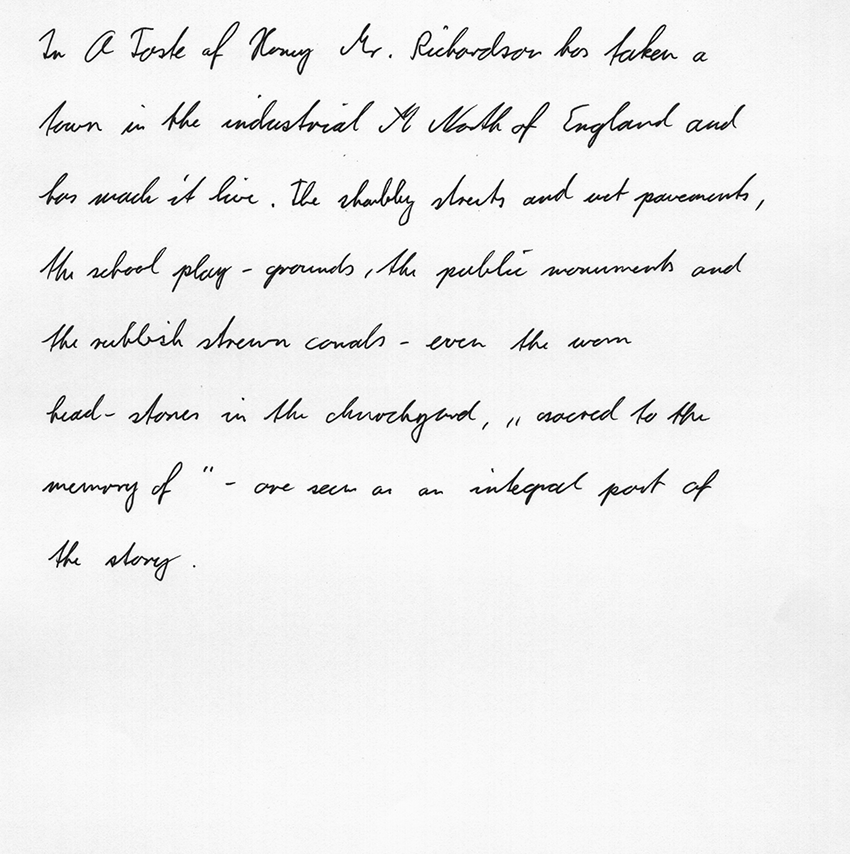 In A Taste of Honey Mr. Richardson has taken a
town in the industrial North of England and
has made it live. The shabby streets and wet pavements,
the school play - grounds, the public monuments and
the rubbish strewn canals - even the worn
head - stones in the churchyard, „ sacred to the
memory of " - are seen as an integral part of
the story.